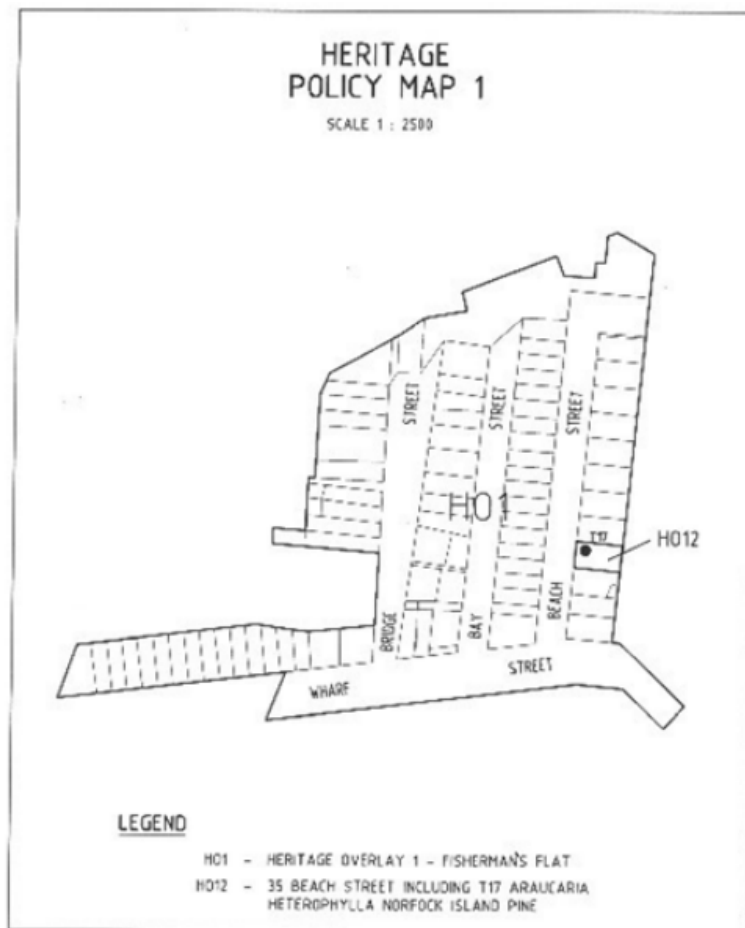 HERITAGE
POLICY MAP 1
SCALE 1 : 2500
STREET
STREET
STREET
HO1
T17
HO12
BRIDGE
BAY
BEACH
WHARF
STREET
LEGEND
HO1 - HERITAGE OVERLAY 1 - FISHERMAN'S FLAT
HO12 - 35 BEACH STREET INCLUDING T17 ARAUCARIA
HETEROPHYLLA NORFOCK ISLAND PINE